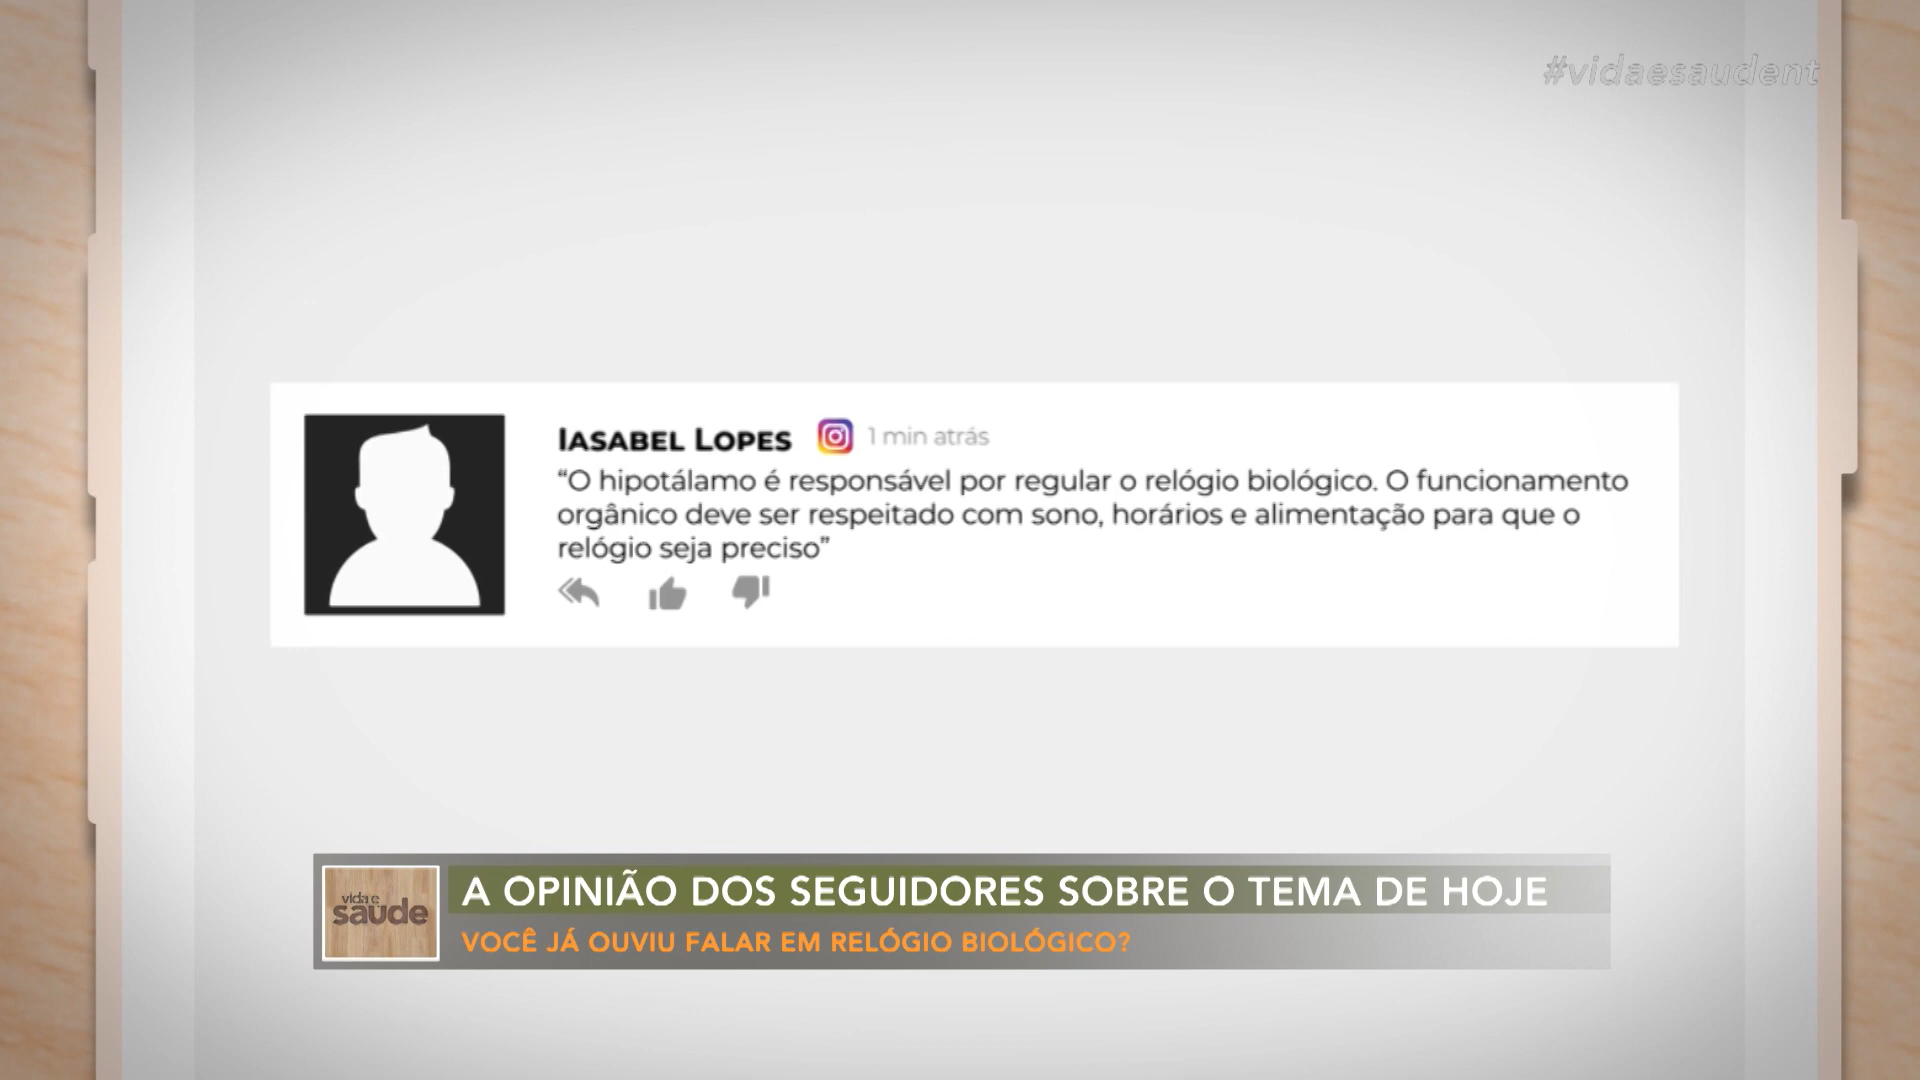 #vidaesaudent
IASABEL LOPES 1 min atrás
“O hipotálamo é responsável por regular o relógio biológico. O funcionamento
orgânico deve ser respeitado com sono, horários e alimentação para que o
relógio seja preciso”
vida e
saúde
A OPINIÃO DOS SEGUIDORES SOBRE O TEMA DE HOJE
VOCÊ JÁ OUVIU FALAR EM RELÓGIO BIOLÓGICO?